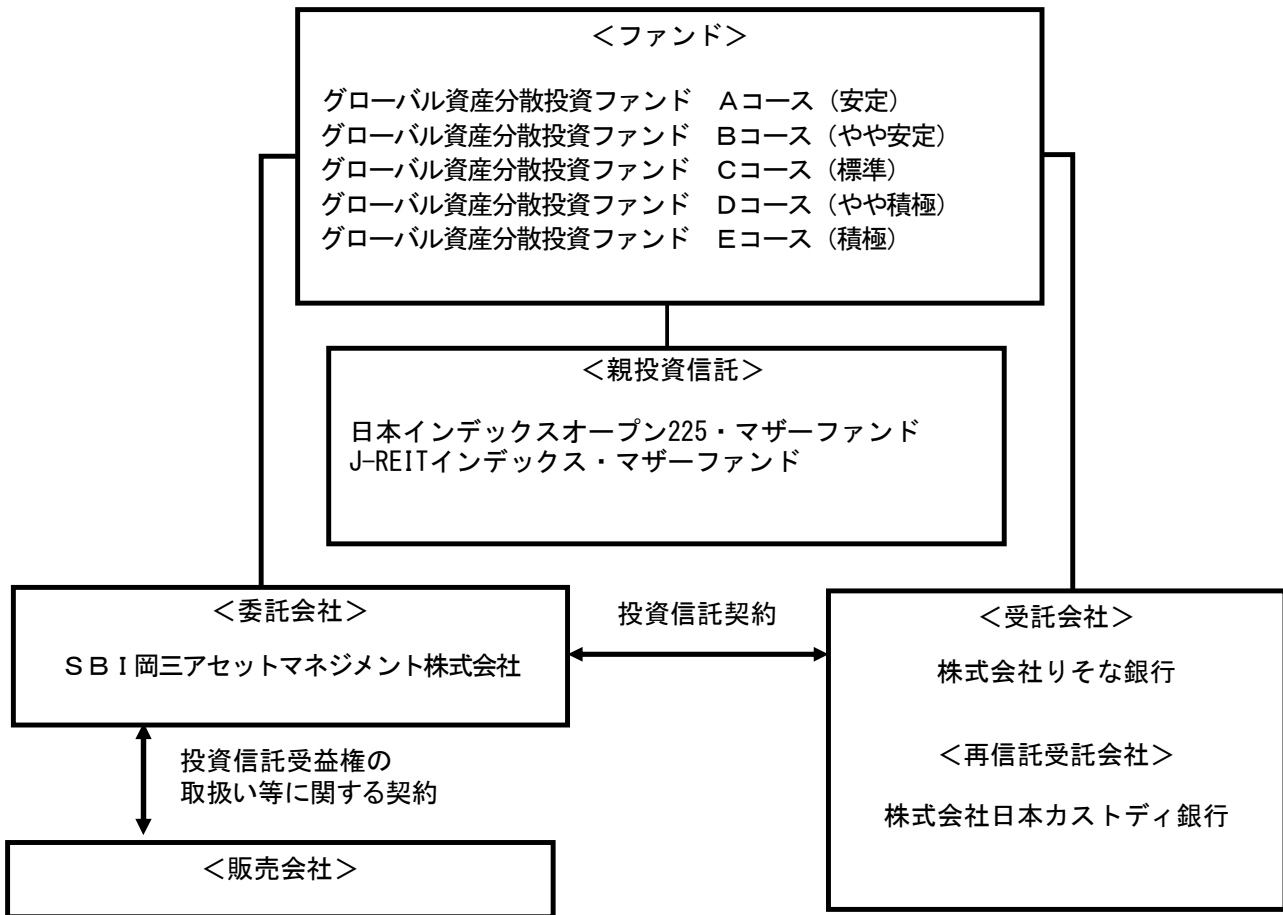 ＜ファンド＞
グローバル資産分散投資ファンド　Ａコース（安定）
グローバル資産分散投資ファンド　Ｂコース（やや安定）
グローバル資産分散投資ファンド　Ｃコース（標準）
グローバル資産分散投資ファンド　Ｄコース（やや積極）
グローバル資産分散投資ファンド　Ｅコース（積極）
＜親投資信託＞
日本インデックスオープン225・マザーファンド
J-REITインデックス・マザーファンド
＜委託会社＞
ＳＢＩ岡三アセットマネジメント株式会社
投資信託契約
＜受託会社＞
株式会社りそな銀行
＜再信託受託会社＞
株式会社日本カストディ銀行
投資信託受益権の
取扱い等に関する契約
＜販売会社＞